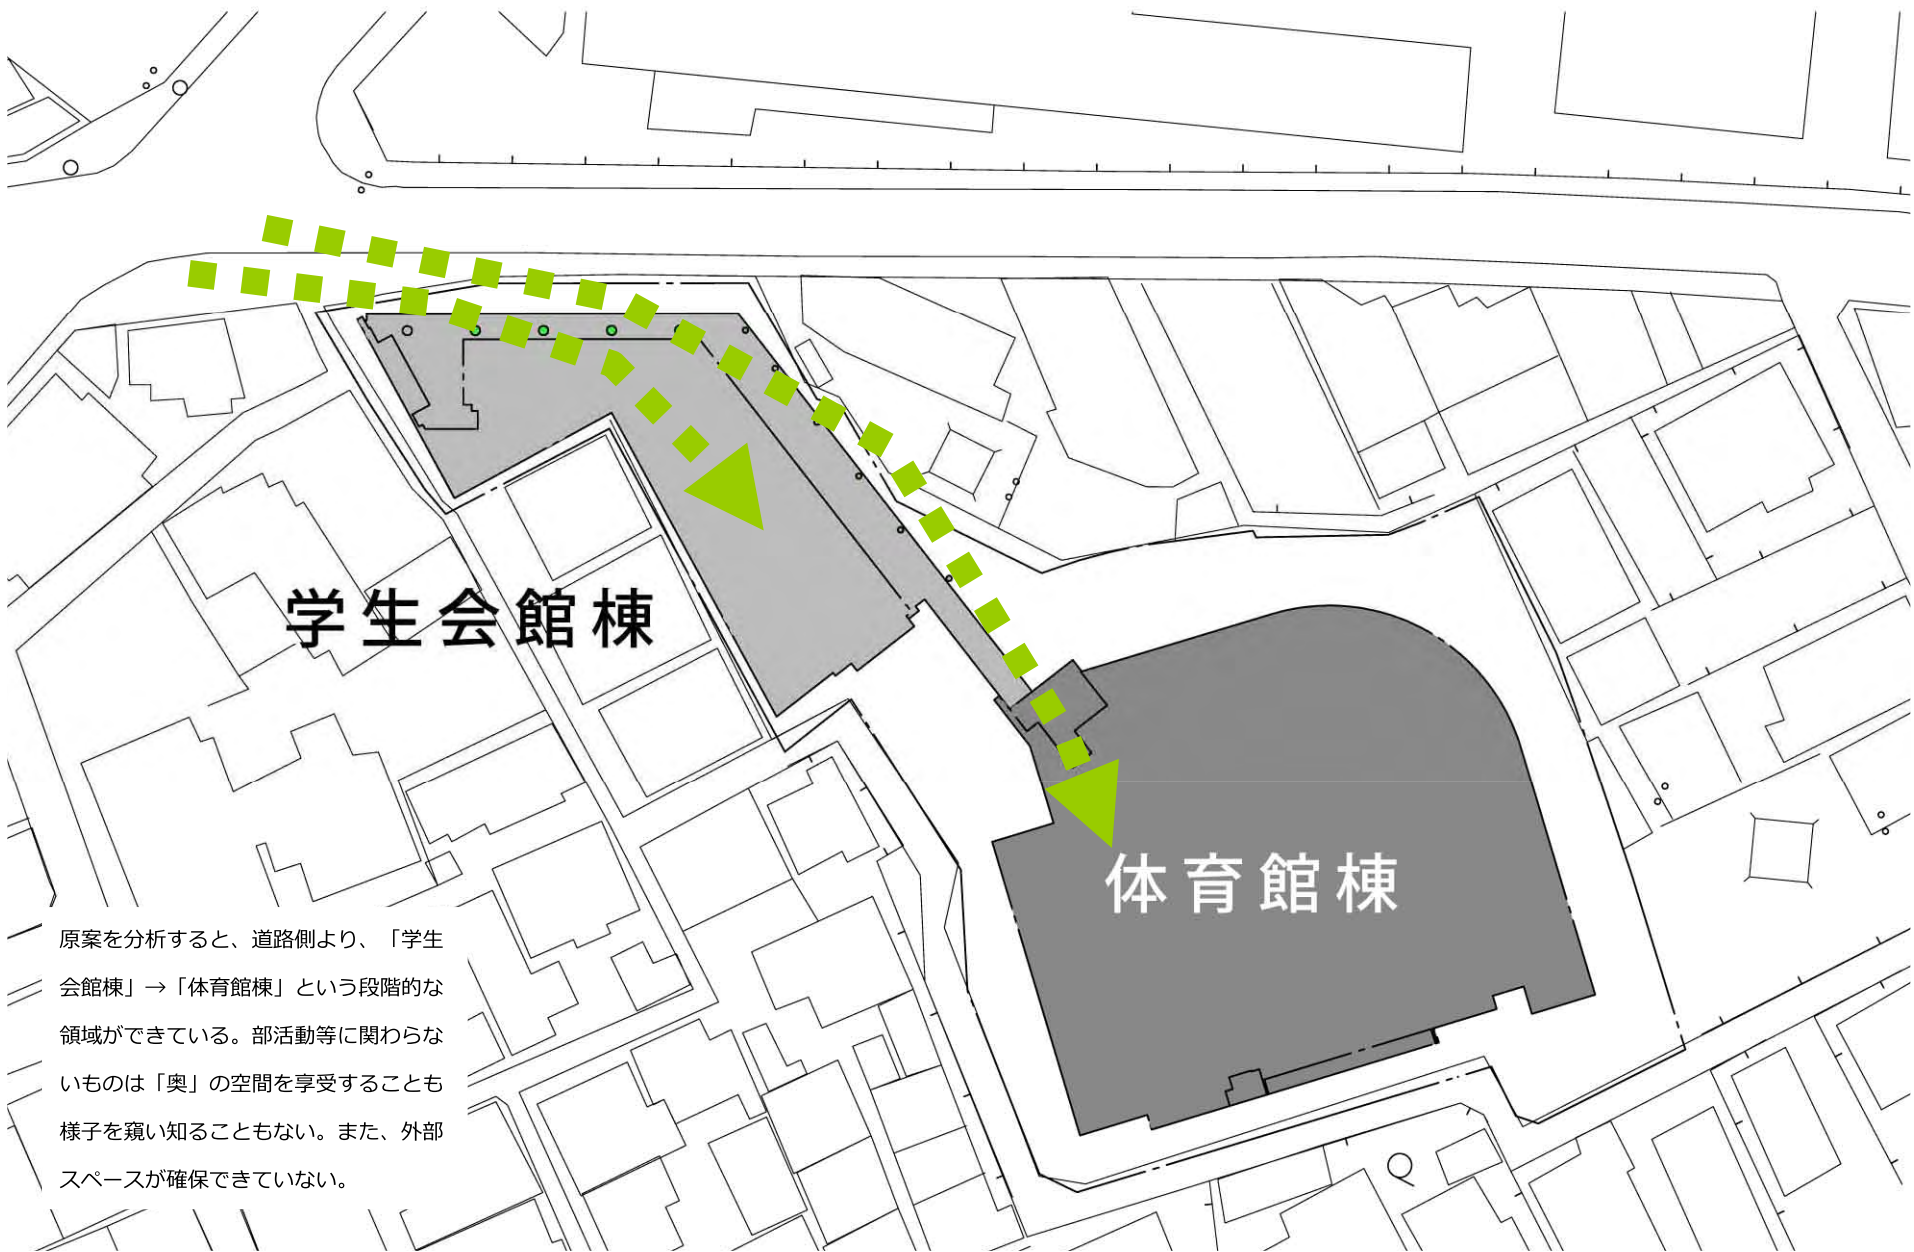 学生会館棟
体育館棟
原案を分析すると、道路側より、「学生
会館棟」→「体育館棟」という段階的な
領域ができている。部活動等に関わらな
いものは「奥」の空間を享受することも
様子を窺い知ることもない。また、外部
スペースが確保できていない。